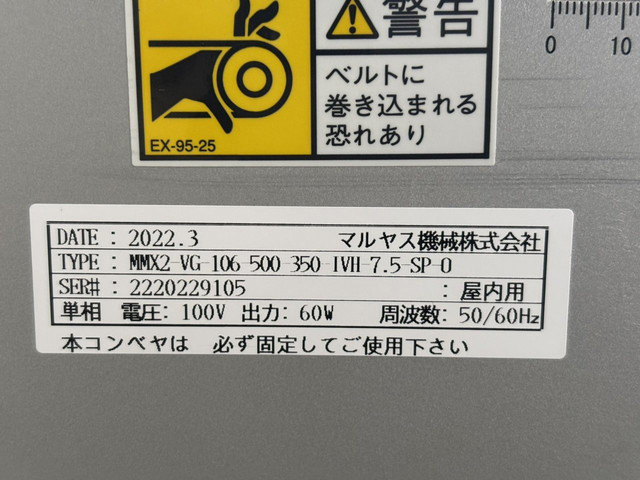 警告
ベルトに
巻き込まれる
恐れあり
EX-95-25
0 10
DATE : 2022.3 マルヤス機械株式会社
TYPE : MMX2-VG-106-500-350-IVH-7.5-SP-0
SER# : 2220229105 : 屋内用
単相 電圧: 100V 出力: 60W 周波数: 50/60Hz
本コンベヤは 必ず固定してご使用下さい